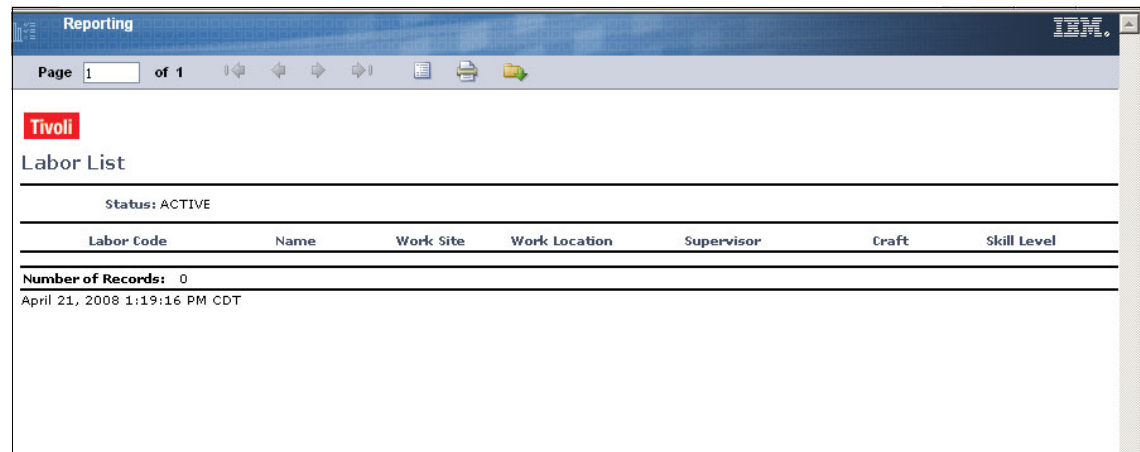 Reporting
IBM.
Page 1 of 1
Tivoli
Labor List
Status: ACTIVE
Labor Code Name Work Site Work Location Supervisor Craft Skill Level
Number of Records: 0
April 21, 2008 1:19:16 PM CDT